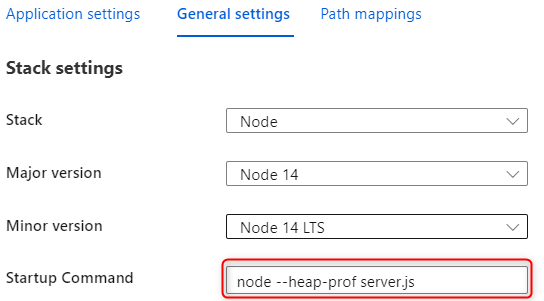 Application settings General settings Path mappings
Stack settings
Stack Node
Major version Node 14
Minor version Node 14 LTS
Startup Command node --heap-prof server.js